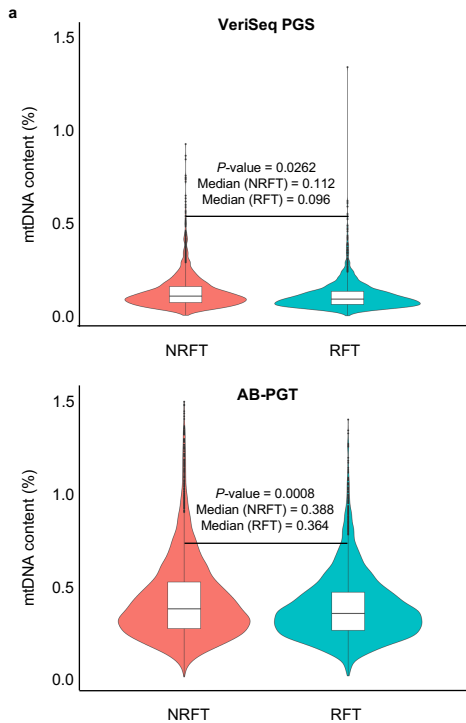 a
VeriSeq PGS
1.5
1.0
0.5
0.0
mtDNA content (%)
P-value = 0.0262
Median (NRFT) = 0.112
Median (RFT) = 0.096
NRFT RFT
AB-PGT
1.5
1.0
0.5
0.0
mtDNA content (%)
P-value = 0.0008
Median (NRFT) = 0.388
Median (RFT) = 0.364
NRFT RFT